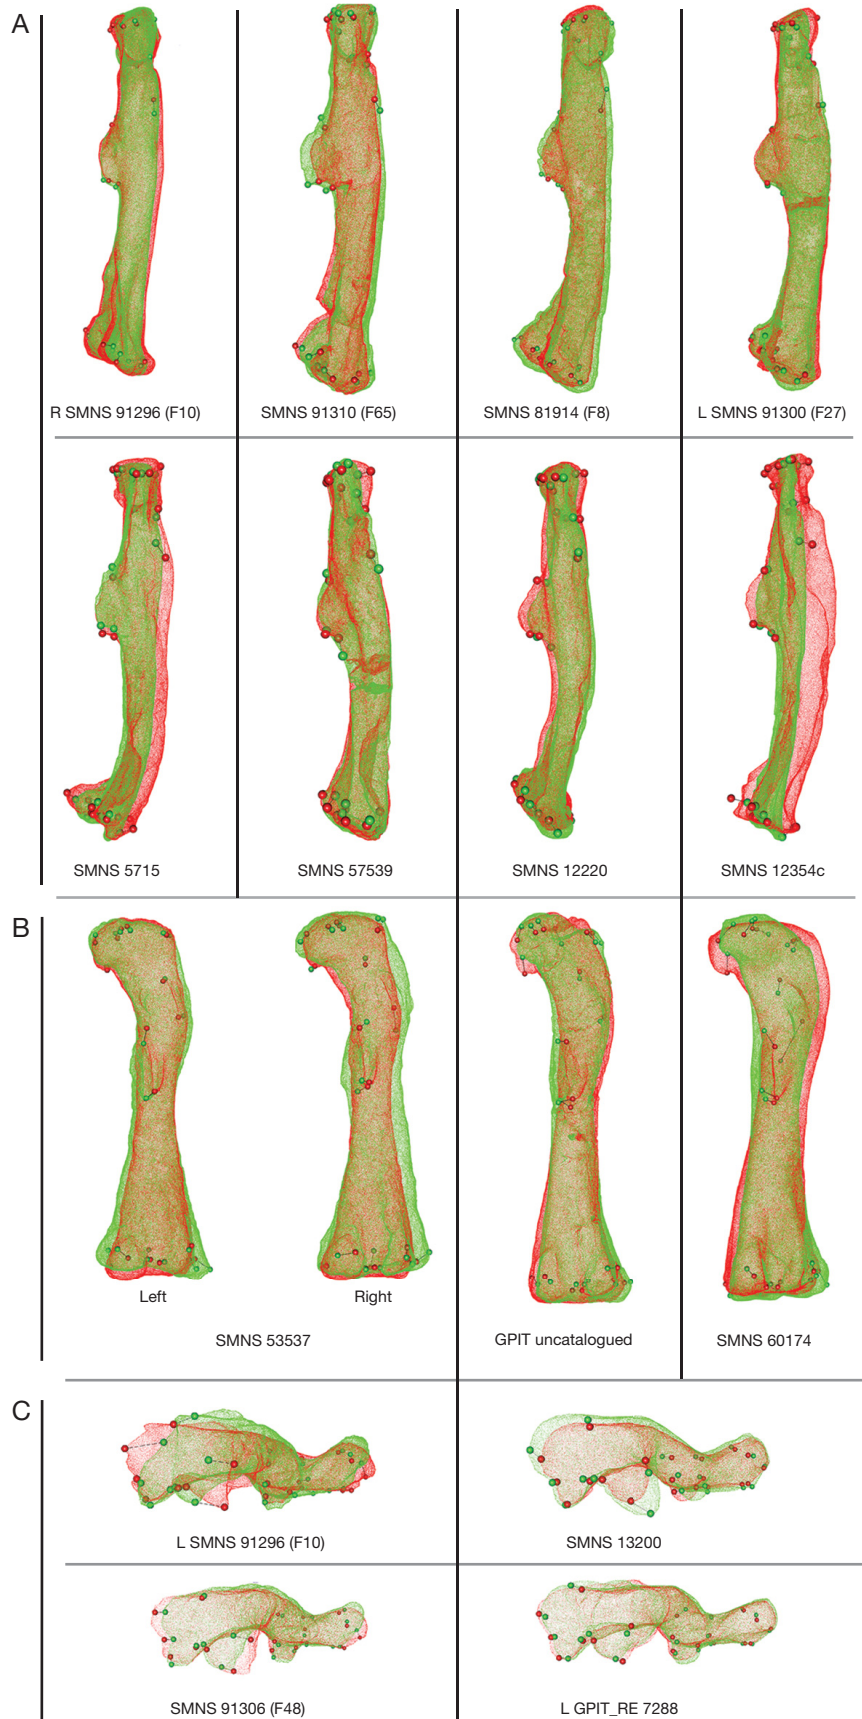 A
R SMNS 91296 (F10)
SMNS 91310 (F65)
SMNS 81914 (F8)
L SMNS 91300 (F27)
SMNS 5715
SMNS 57539
SMNS 12220
SMNS 12354c
B
Left
Right
SMNS 53537
GPIT uncatalogued
SMNS 60174
C
L SMNS 91296 (F10)
SMNS 13200
SMNS 91306 (F48)
L GPIT_RE 7288